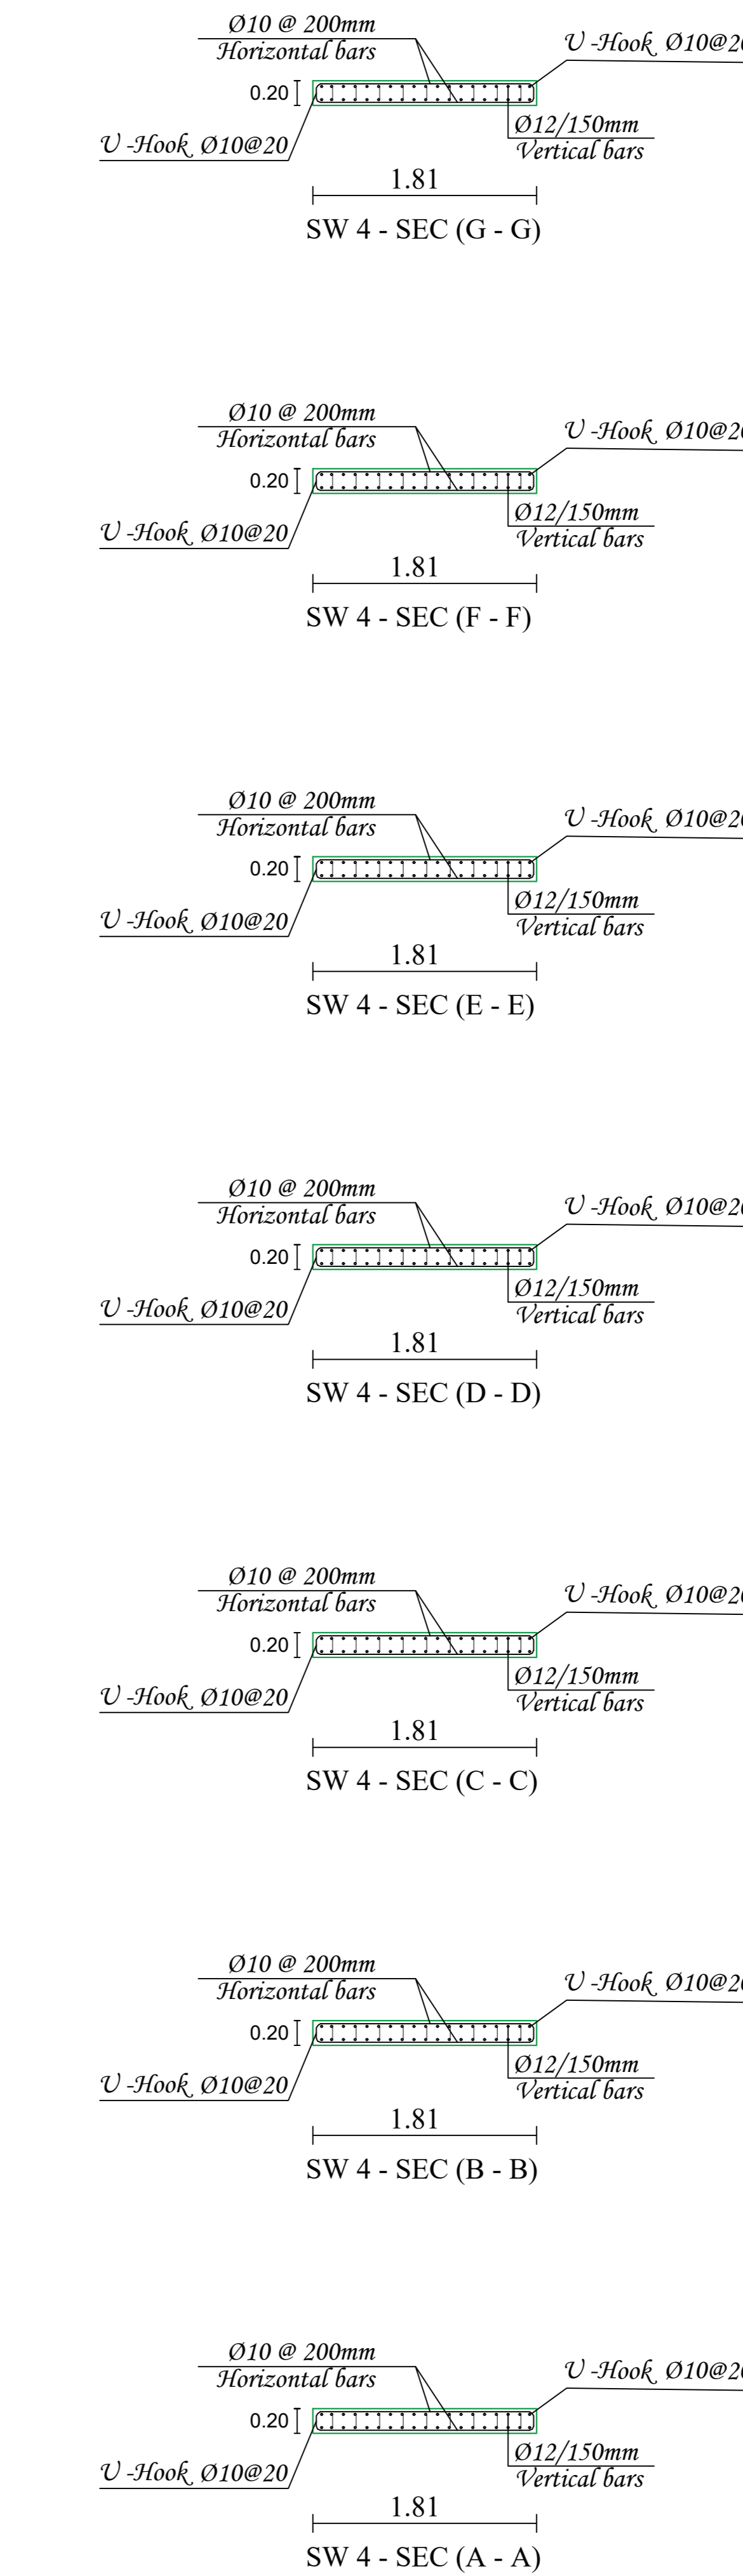 Ø10 @ 200mm
Horizontal bars
U -Hook Ø10@20
0.20
Ø12/150mm
Vertical bars
U -Hook Ø10@20
1.81
SW 4 - SEC (G - G)
Ø10 @ 200mm
Horizontal bars
U -Hook Ø10@20
0.20
Ø12/150mm
Vertical bars
U -Hook Ø10@20
1.81
SW 4 - SEC (F - F)
Ø10 @ 200mm
Horizontal bars
U -Hook Ø10@20
0.20
Ø12/150mm
Vertical bars
U -Hook Ø10@20
1.81
SW 4 - SEC (E - E)
Ø10 @ 200mm
Horizontal bars
U -Hook Ø10@20
0.20
Ø12/150mm
Vertical bars
U -Hook Ø10@20
1.81
SW 4 - SEC (D - D)
Ø10 @ 200mm
Horizontal bars
U -Hook Ø10@20
0.20
Ø12/150mm
Vertical bars
U -Hook Ø10@20
1.81
SW 4 - SEC (C - C)
Ø10 @ 200mm
Horizontal bars
U -Hook Ø10@20
0.20
Ø12/150mm
Vertical bars
U -Hook Ø10@20
1.81
SW 4 - SEC (B - B)
Ø10 @ 200mm
Horizontal bars
U -Hook Ø10@20
0.20
Ø12/150mm
Vertical bars
U -Hook Ø10@20
1.81
SW 4 - SEC (A - A)